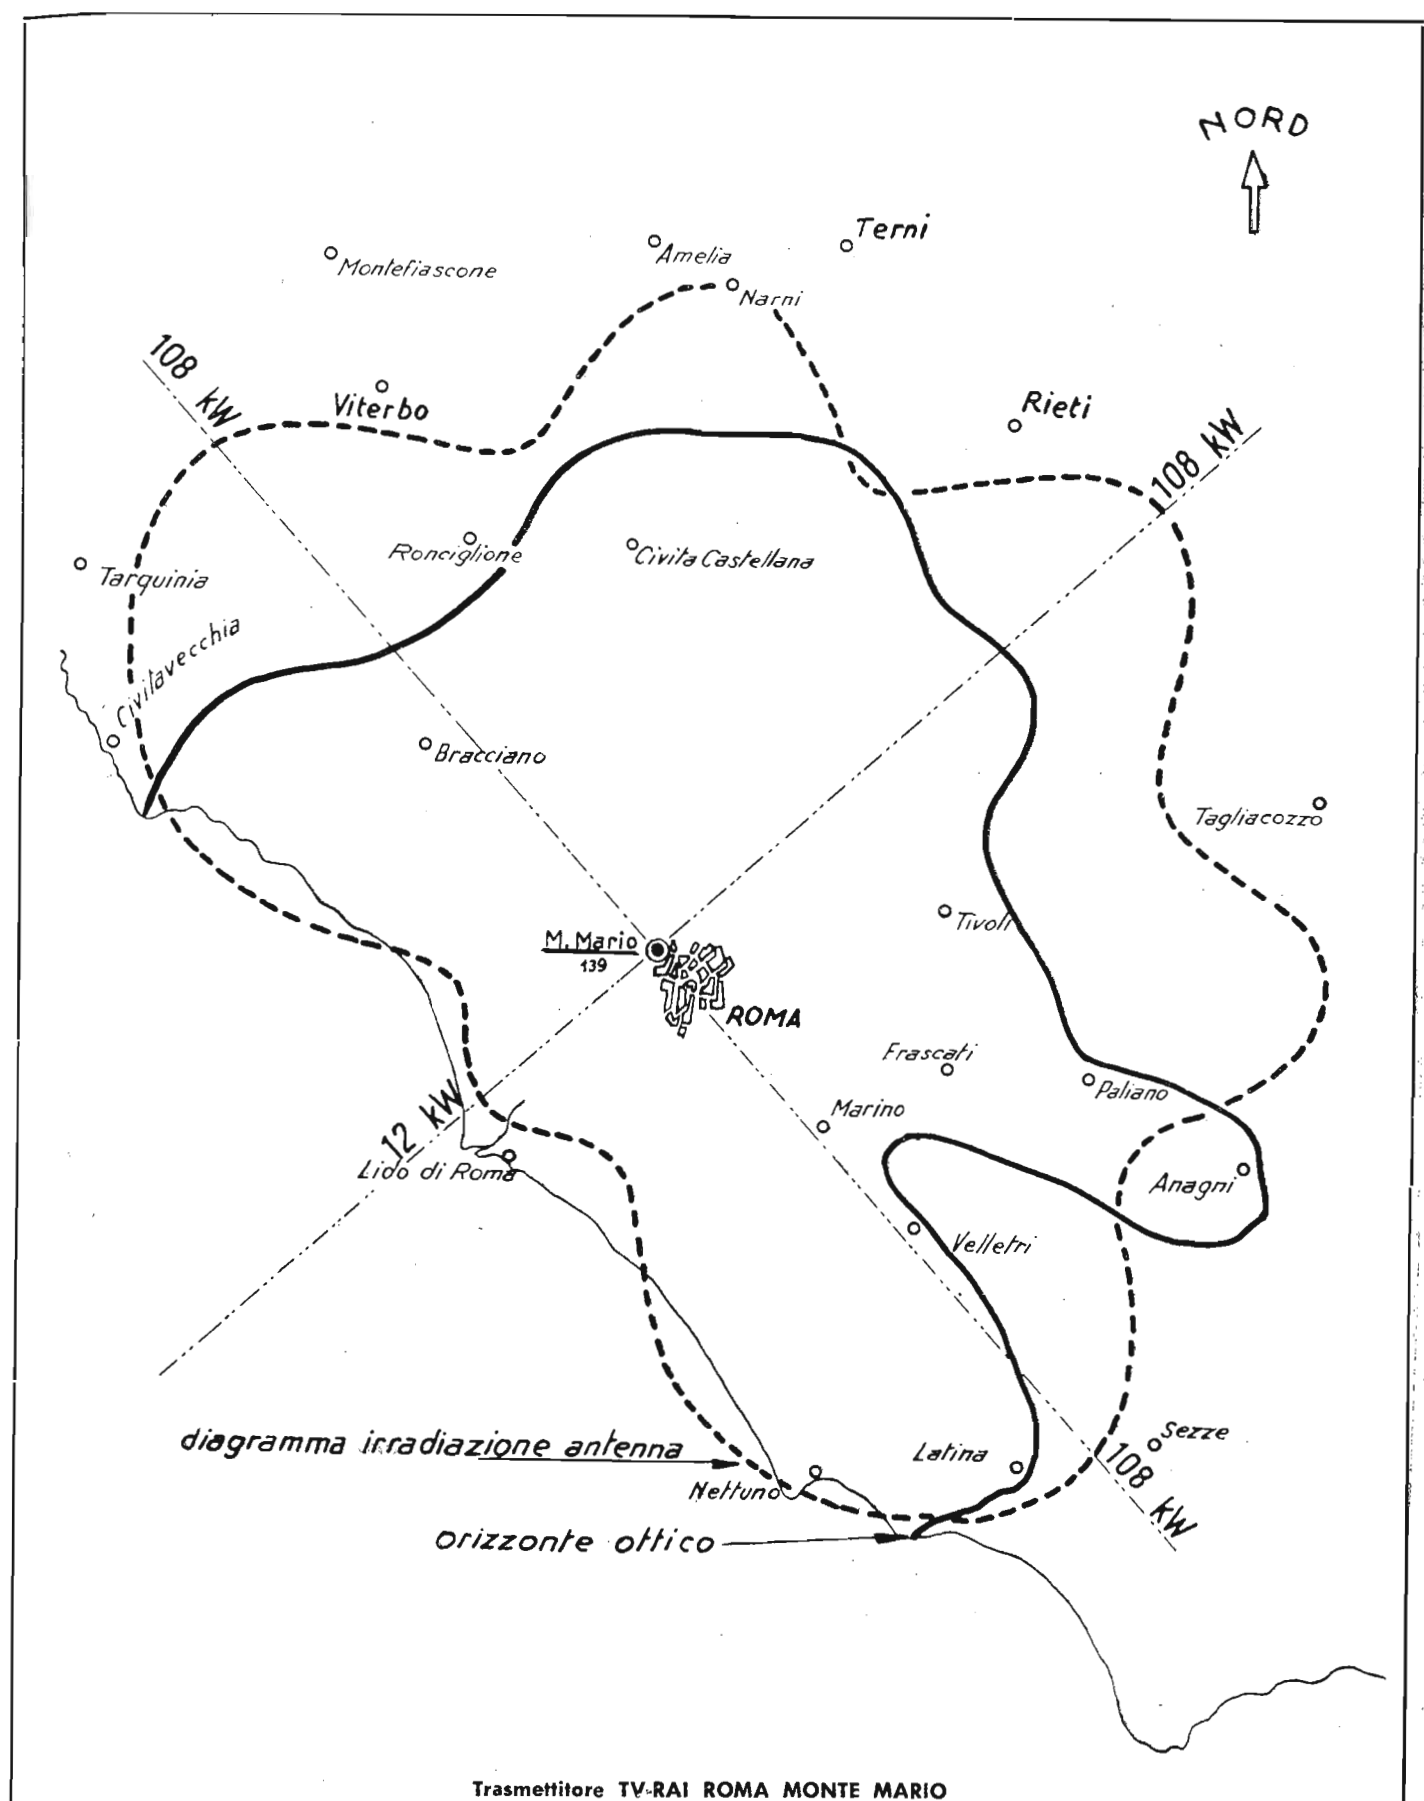 NORD
Terni
Amelia
Montefiascone
Narni
108 kW
Viterbo
Rieti
108 kW
Ronciglione
Civita Castellana
Tarquinia
Civitavecchia
Bracciano
Tagliacozzo
Tivoli
M. Mario
139
ROMA
Frascati
Paliano
Marino
12 kW
Lido di Roma
Anagni
Velletri
Sezze
diagramma irradiazione antenna
Latina
108 kW
Nettuno
orizzonte ottico
Trasmettitore TV-RAI ROMA MONTE MARIO